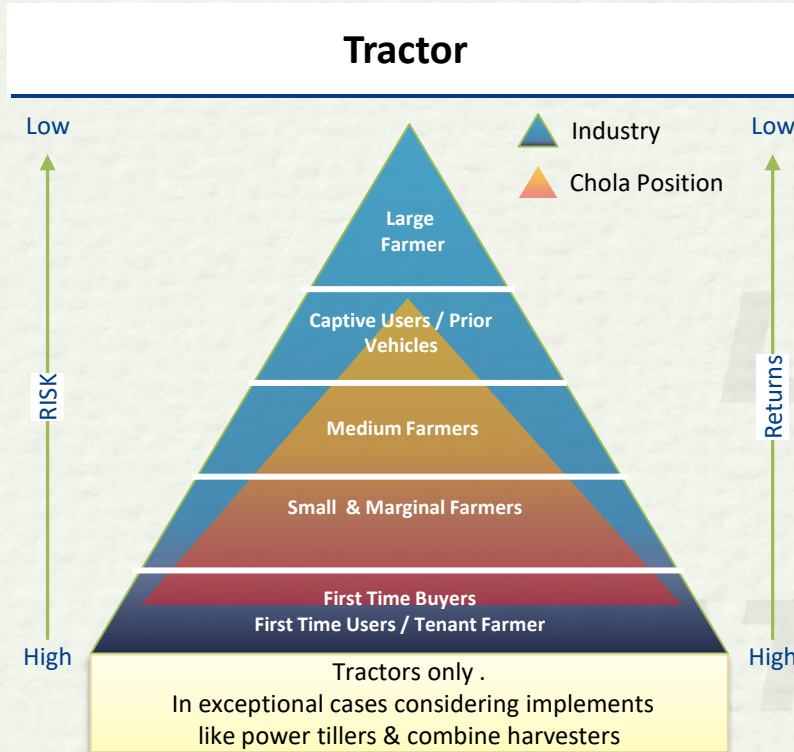 Tractor
Low
Low
Industry
Chola Position
Large
Farmer
Captive Users / Prior
Vehicles
RISK
Returns
Medium Farmers
Small & Marginal Farmers
First Time Buyers
First Time Users / Tenant Farmer
High
High
Tractors only .
In exceptional cases considering implements
like power tillers & combine harvesters